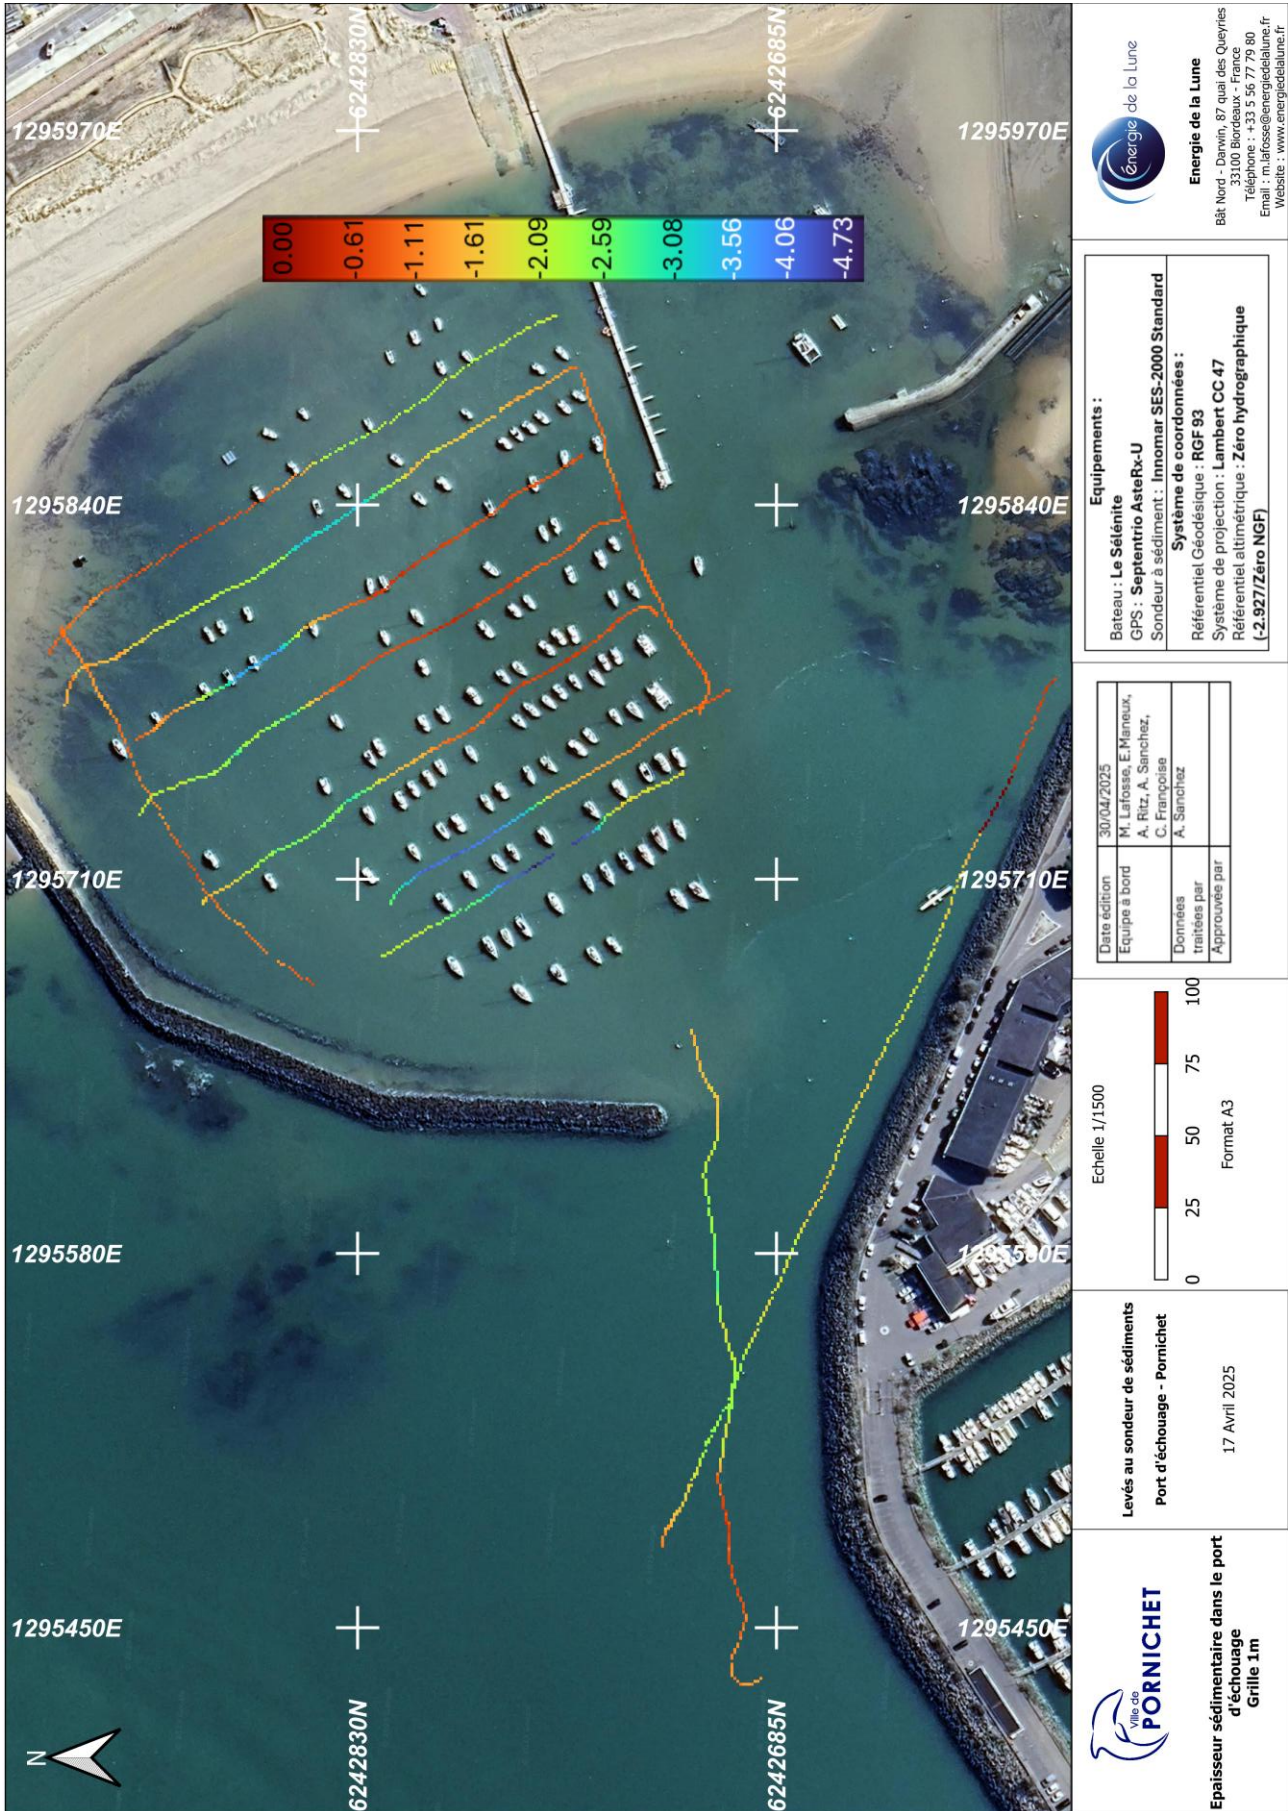 N
1295450E
1295580E
1295710E
1295840E
1295970E
6242830N
6242830N
6242685N
6242685N
1295450E
1295580E
1295710E
1295840E
1295970E
0.00
-0.61
-1.11
-1.61
-2.09
-2.59
-3.08
-3.56
-4.06
-4.73
Ville de
PORNICHET
Epaisseur sédimentaire dans le port
d'échouage
Grille 1m
Levés au sondeur de sédiments
Port d'échouage - Pornichet
17 Avril 2025
Echelle 1/1500
0 25 50 75 100
Format A3
Date édition 30/04/2025
Equipe à bord M. Lafosse, E.Maneux,
A. Ritz, A. Sanchez,
C. Françoise
Données A. Sanchez
traitées par
Approuvée par
Equipements :
Bateau : Le Sélénite
GPS : Septentrio AsteRx-U
Sondeur à sédiment : Innomar SES-2000 Standard
Système de coordonnées :
Référentiel Géodésique : RGF 93
Système de projection : Lambert CC 47
Référentiel altimétrique : Zéro hydrographique
(-2.927/Zéro NGF)
énergie de la Lune
Energie de la Lune
Bât Nord - Darwin, 87 quai des Queyries
33100 Biordeaux - France
Téléphone : +33 5 56 77 79 80
Email : m.lafosse@energiedelalune.fr
Website : www.energiedelalune.fr